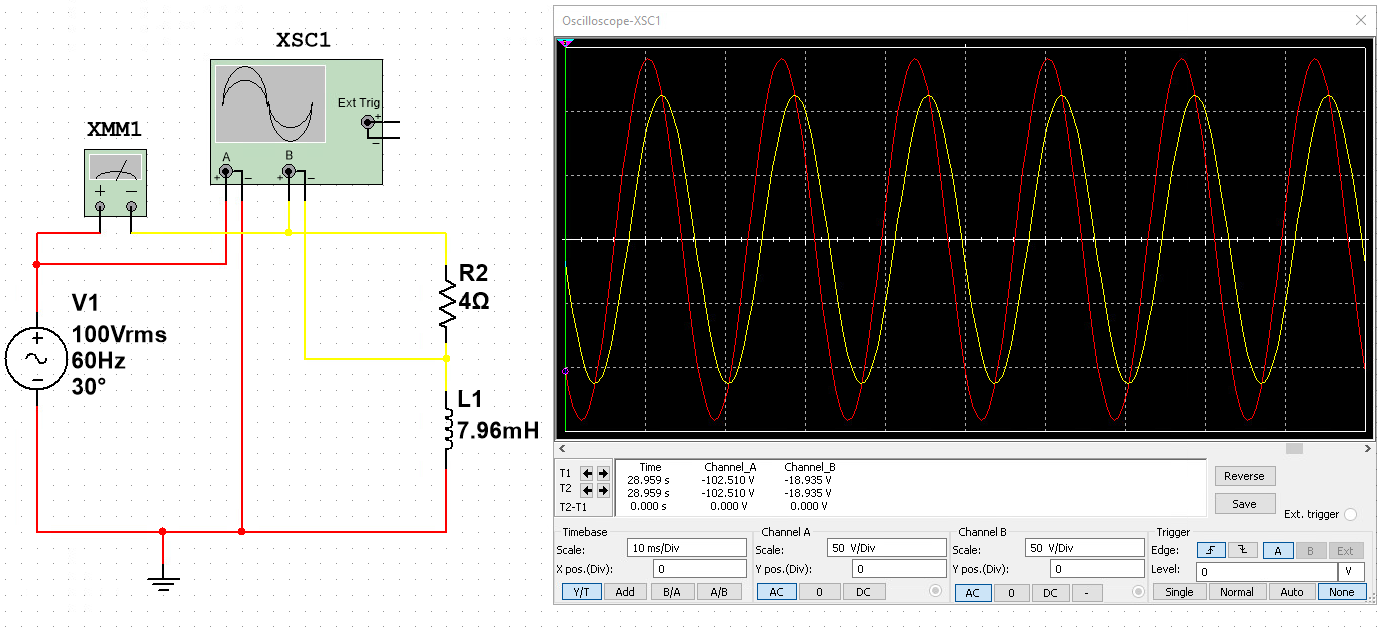 XSC1
Ext Trig
+
−
A
B
+ − + −
XMM1
+ −
V1
100Vrms
60Hz
30°
+
−
R2
4Ω
L1
7.96mH
Oscilloscope-XSC1
T1
T2
T2-T1
Time Channel_A Channel_B
28.959 s -102.510 V -18.935 V
28.959 s -102.510 V -18.935 V
0.000 s 0.000 V 0.000 V
Reverse
Save
Ext. trigger
Timebase
Scale: 10 ms/Div
X pos.(Div): 0
Y/T Add B/A A/B
Channel A
Scale: 50 V/Div
Y pos.(Div): 0
AC 0 DC
Channel B
Scale: 50 V/Div
Y pos.(Div): 0
AC 0 DC -
Trigger
Edge: A B Ext
Level: 0 V
Single Normal Auto None